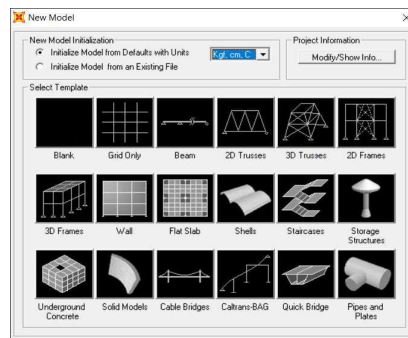 New Model
New Model Initialization
Project Information
Initialize Model from Defaults with Units
Kgf, cm, C
Modify/Show Info...
Initialize Model from an Existing File
Select Template
Blank
Grid Only
Beam
2D Trusses
3D Trusses
2D Frames
3D Frames
Wall
Flat Slab
Shells
Staircases
Storage
Structures
Underground
Concrete
Solid Models
Cable Bridges
Caltrans-BAG
Quick Bridge
Pipes and
Plates